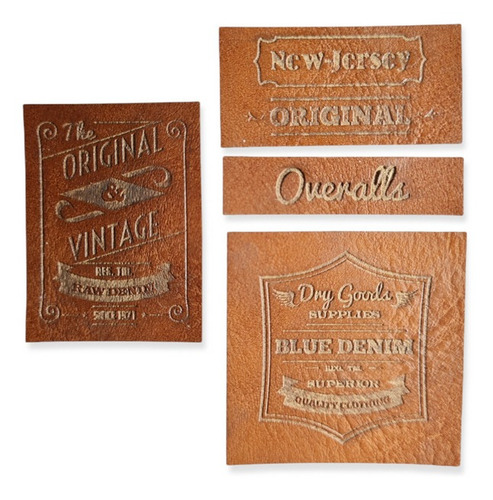 The
ORIGINAL
&
VINTAGE
REG. TM.
RAW DENIM
SINCE 1971
New-Jersey
ORIGINAL
Overalls
Dry Goods
SUPPLIES
BLUE DENIM
REG. TM.
SUPERIOR
QUALITY CLOTHING